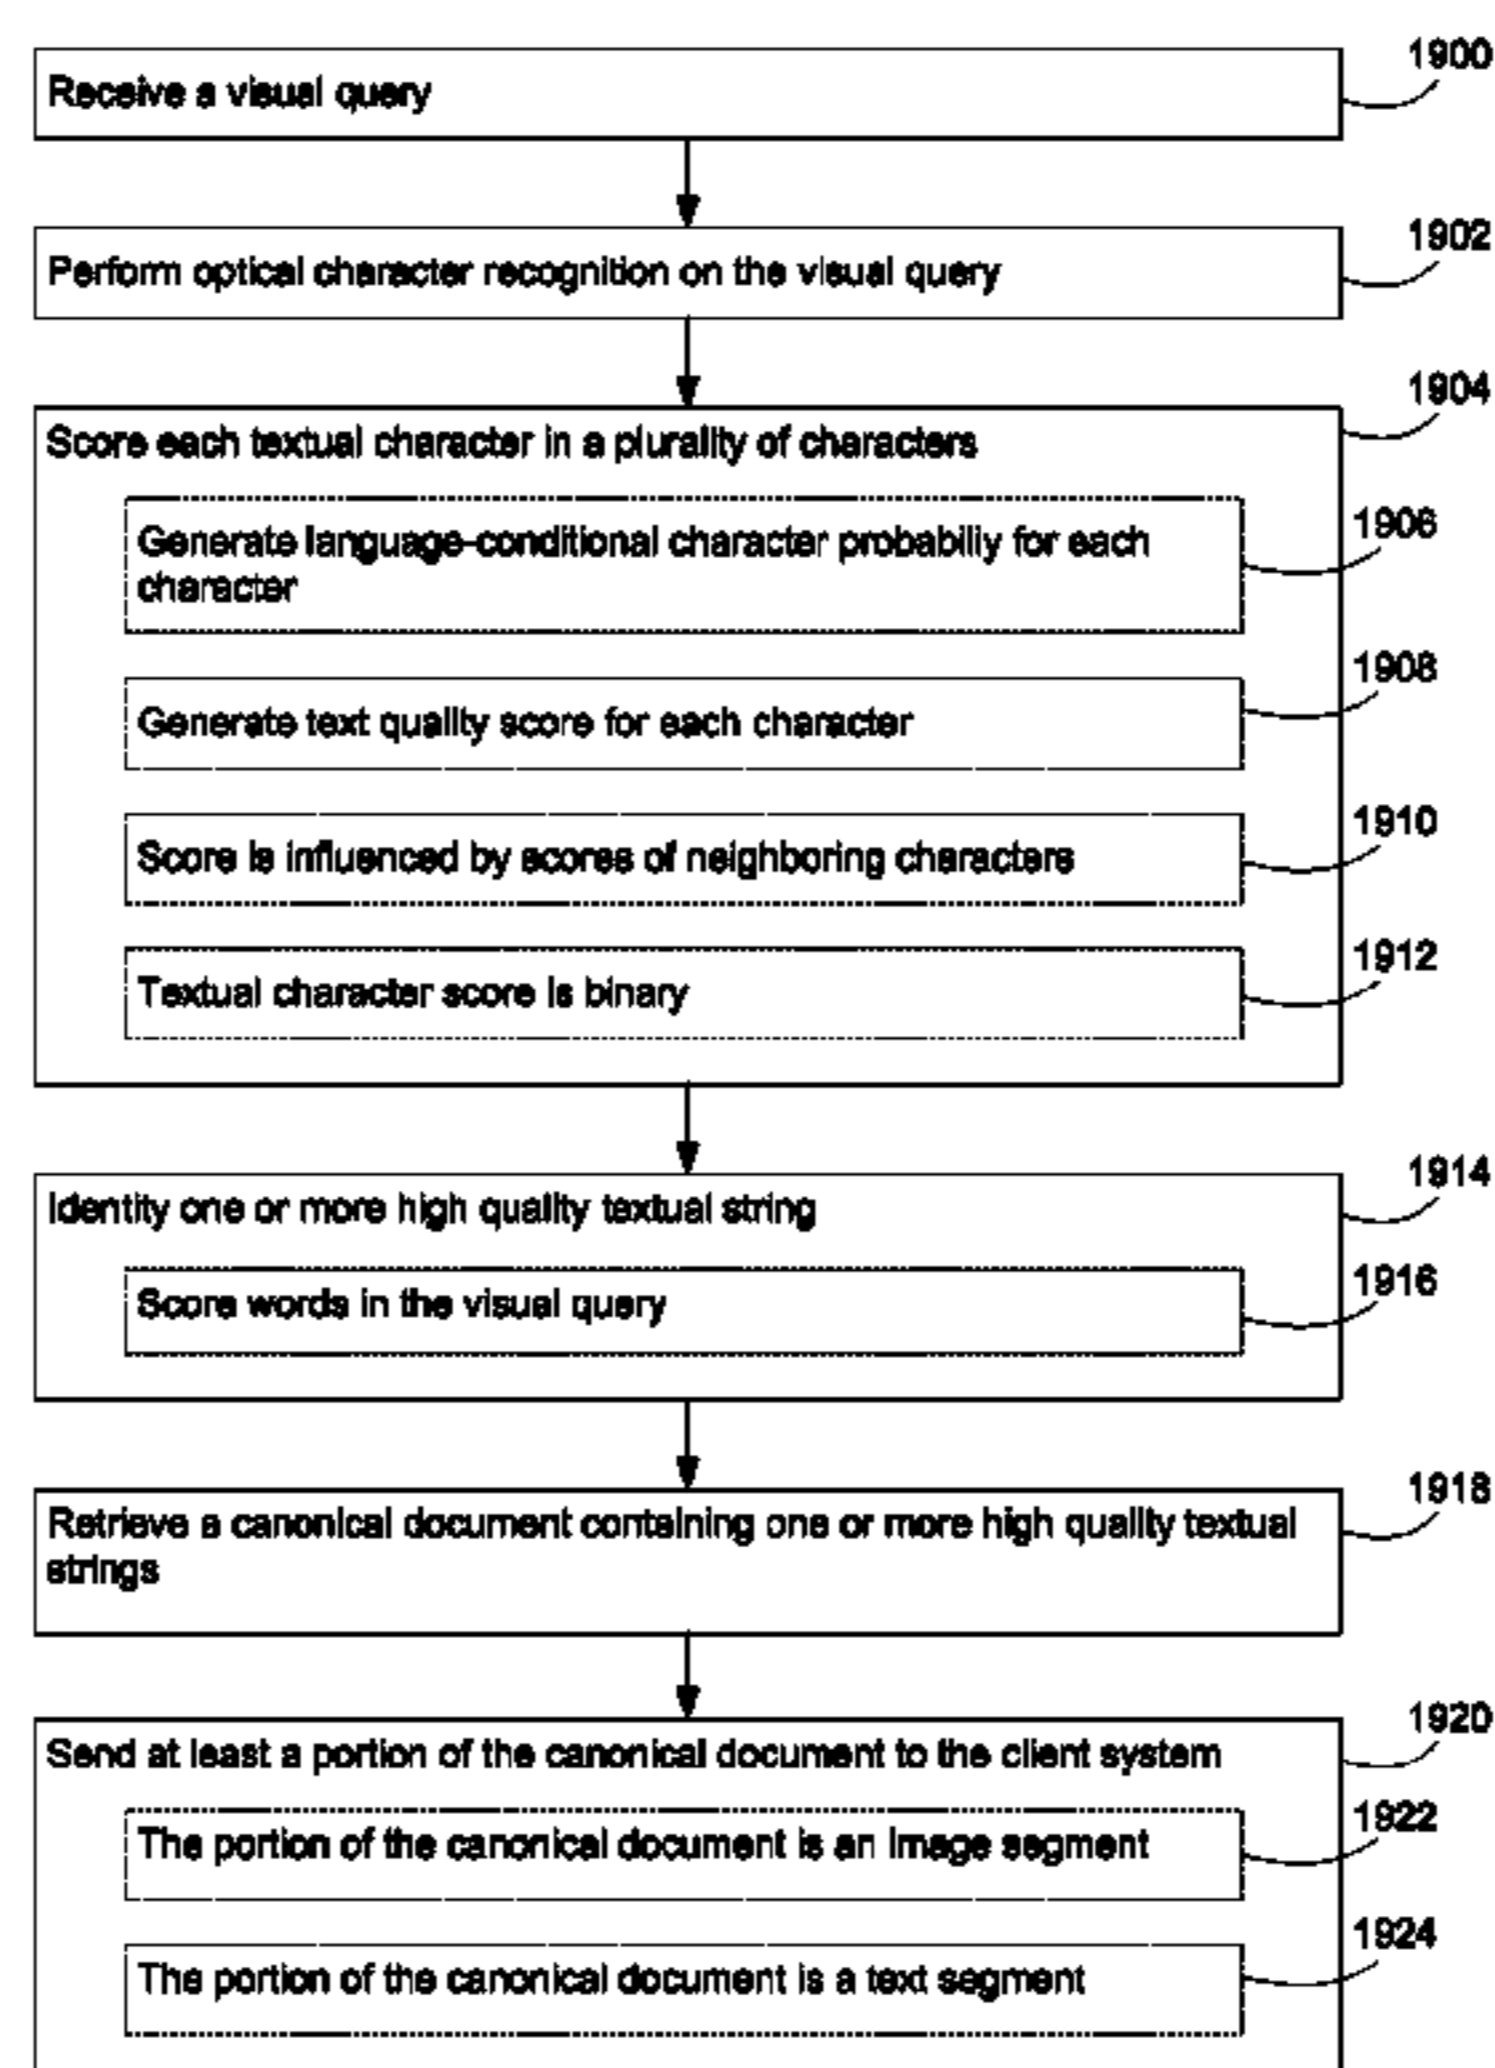 1900
Receive a visual query
1902
Perform optical character recognition on the visual query
1904
Score each textual character in a plurality of characters
1906
Generate language-conditional character probabiliy for each
character
1908
Generate text quality score for each character
1910
Score is influenced by scores of neighboring characters
1912
Textual character score is binary
1914
Identity one or more high quality textual string
1916
Score words in the visual query
1918
Retrieve a canonical document containing one or more high quality textual
strings
1920
Send at least a portion of the canonical document to the client system
1922
The portion of the canonical document is an image segment
1924
The portion of the canonical document is a text segment